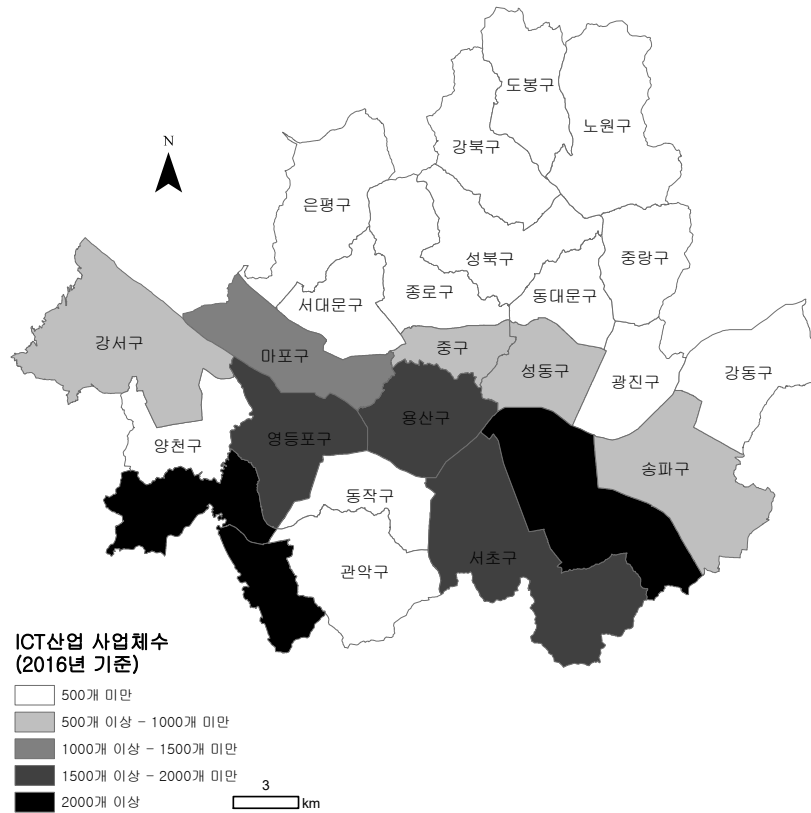 도봉구
노원구
강북구
N
은평구
성북구
중랑구
종로구
동대문구
서대문구
강서구
마포구
중구
성동구
광진구
강동구
용산구
영등포구
양천구
송파구
동작구
서초구
관악구
ICT산업 사업체수
(2016년 기준)
500개 미만
500개 이상 - 1000개 미만
1000개 이상 - 1500개 미만
1500개 이상 - 2000개 미만
2000개 이상
3
km